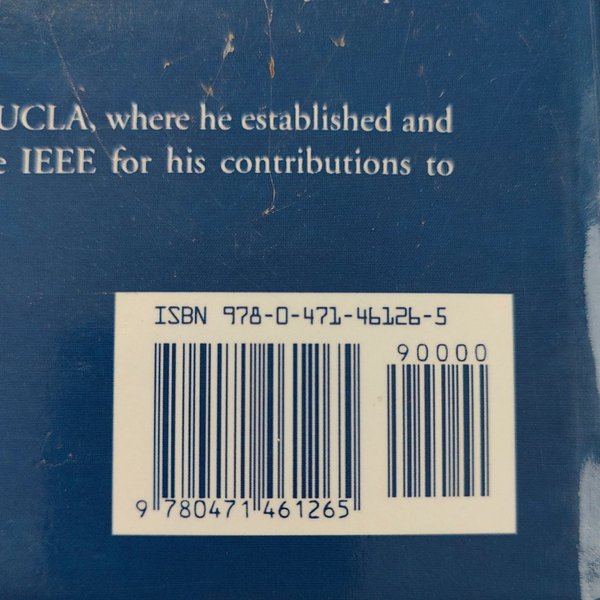 UCLA, where he established and
IEEE for his contributions to
ISBN 978-0-471-46126-5
90000
9 780471 461265